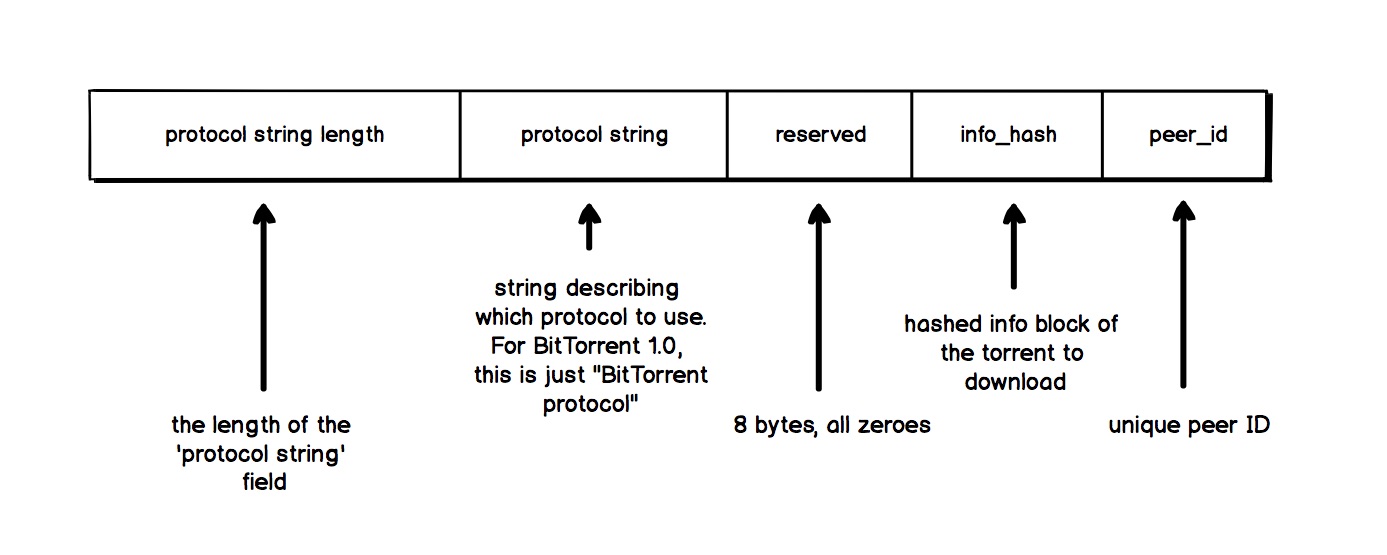 protocol string length
protocol string
reserved
info_hash
peer_id
the length of the
'protocol string'
field
string describing
which protocol to use.
For BitTorrent 1.0,
this is just "BitTorrent
protocol"
8 bytes, all zeroes
hashed info block of
the torrent to
download
unique peer ID